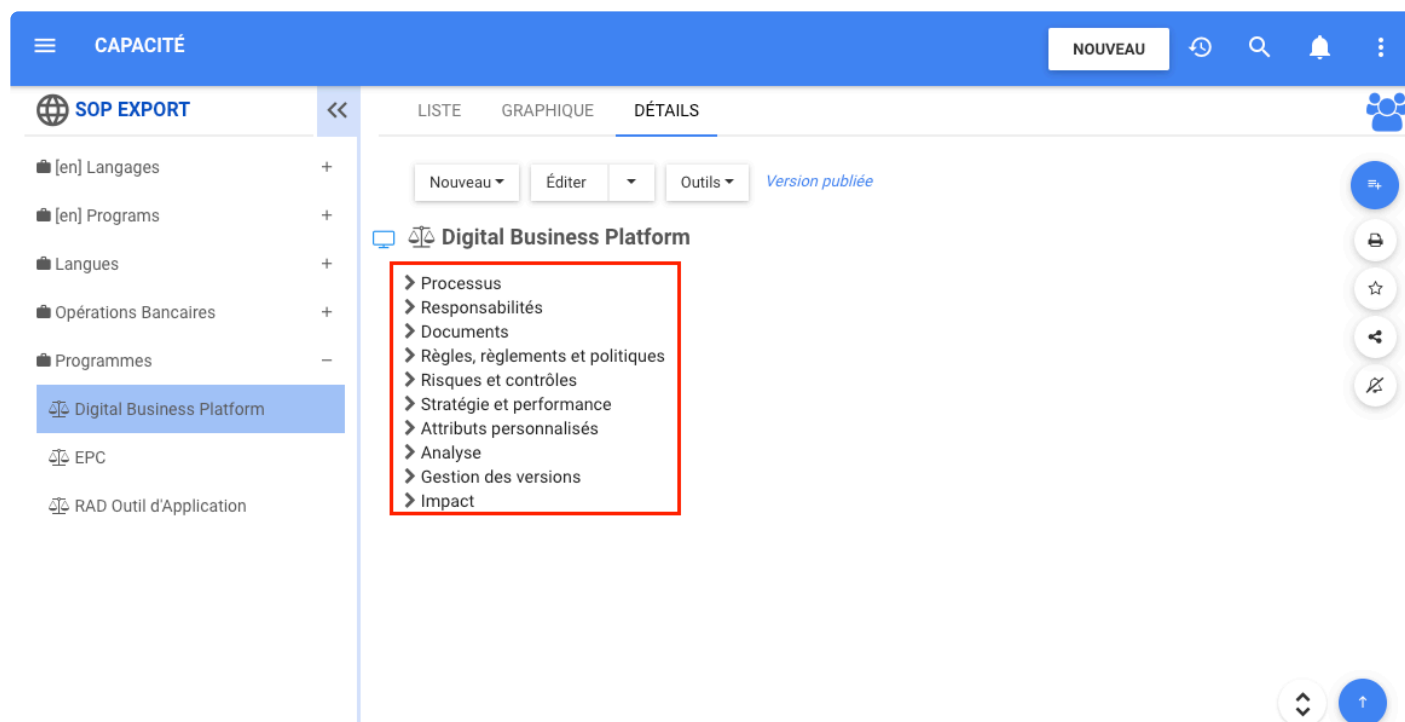 CAPACITÉ
NOUVEAU
SOP EXPORT
LISTE GRAPHIQUE DÉTAILS
[en] Langages
[en] Programs
Langues
Opérations Bancaires
Programmes
Digital Business Platform
EPC
RAD Outil d'Application
Nouveau Éditer Outils Version publiée
Digital Business Platform
Processus
Responsabilités
Documents
Règles, règlements et politiques
Risques et contrôles
Stratégie et performance
Attributs personnalisés
Analyse
Gestion des versions
Impact